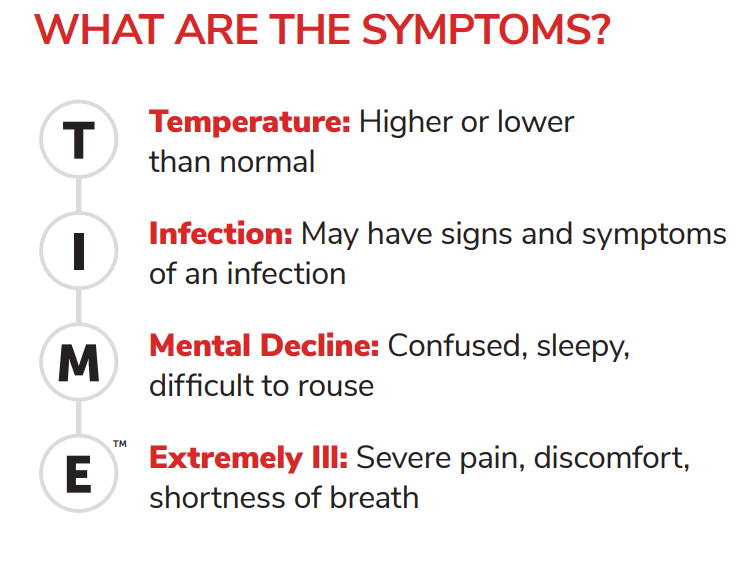 WHAT ARE THE SYMPTOMS?
T
Temperature: Higher or lower
than normal
I
Infection: May have signs and symptoms
of an infection
M
Mental Decline: Confused, sleepy,
difficult to rouse
E™
Extremely Ill: Severe pain, discomfort,
shortness of breath